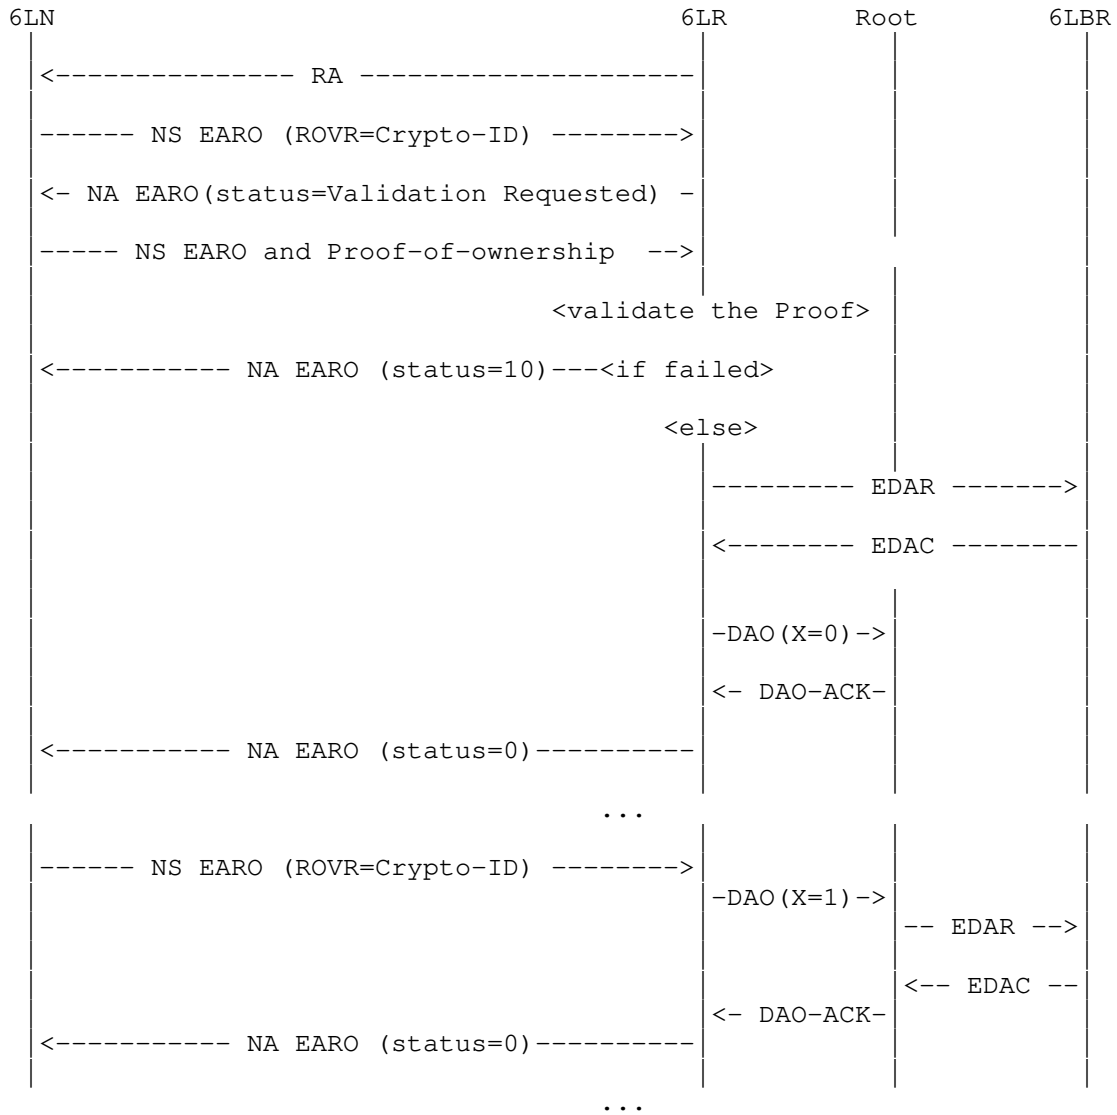 6LN 6LR Root 6LBR
<--------------- RA ---------------------
------ NS EARO (ROVR=Crypto-ID) -------->
<- NA EARO(status=Validation Requested) -
----- NS EARO and Proof-of-ownership -->
<validate the Proof>
<----------- NA EARO (status=10)---<if failed>
<else>
--------- EDAR ------->
<-------- EDAC --------
-DAO(X=0)->
<- DAO-ACK-
<----------- NA EARO (status=0)----------
...
------ NS EARO (ROVR=Crypto-ID) -------->
-DAO(X=1)->
-- EDAR -->
<-- EDAC --
<- DAO-ACK-
<----------- NA EARO (status=0)----------
...